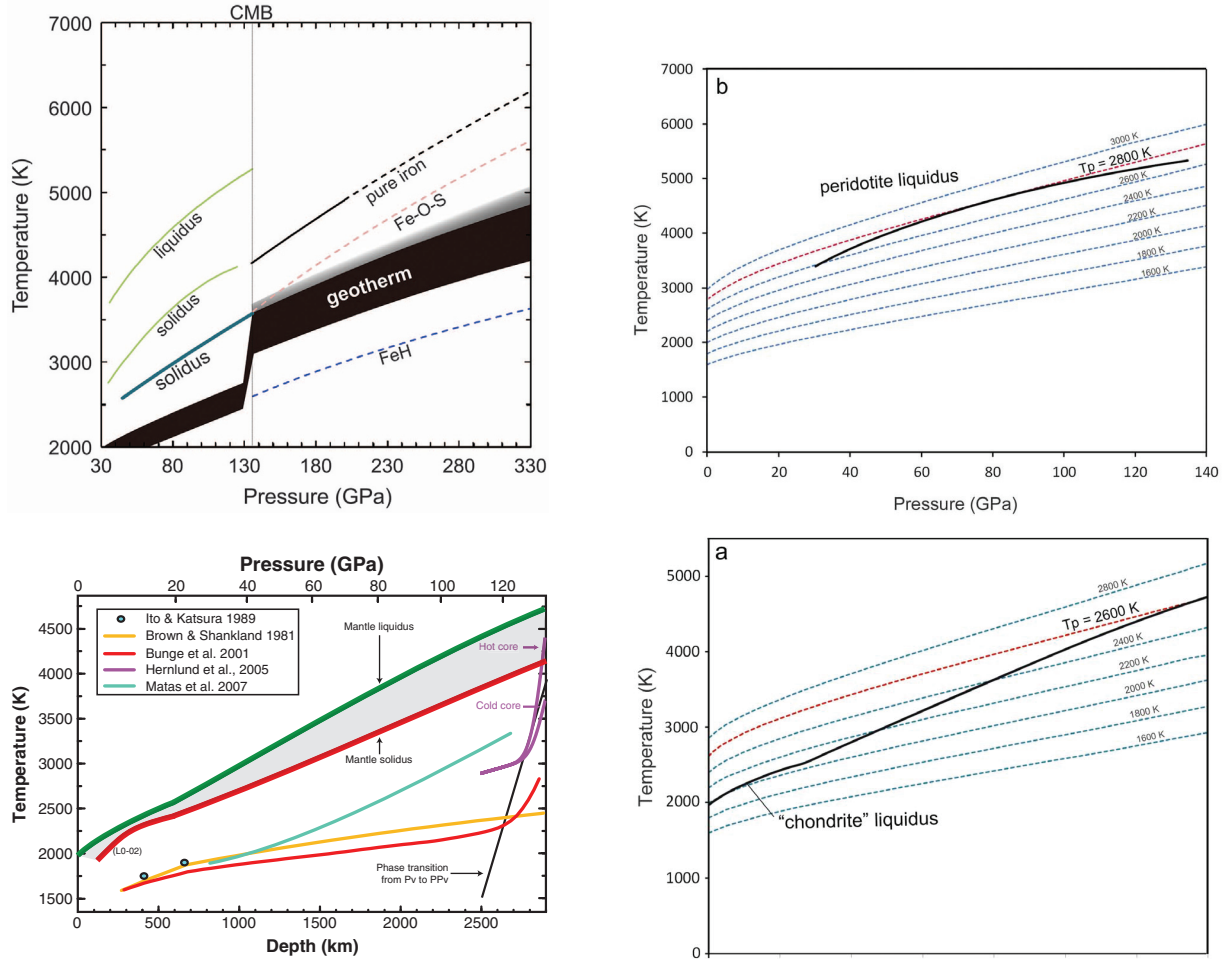 CMB
7000
6000
5000
4000
3000
2000
Temperature (K)
liquidus
solidus
solidus
pure iron
Fe-O-S
geotherm
FeH
30
80
130
180
230
280
330
Pressure (GPa)
b
7000
6000
5000
4000
3000
2000
1000
0
Temperature (K)
peridotite liquidus
3000 K
Tp = 2800 K
2600 K
2400 K
2200 K
2000 K
1800 K
1600 K
0
20
40
60
80
100
120
140
Pressure (GPa)
Pressure (GPa)
0
20
40
60
80
100
120
4500
4000
3500
3000
2500
2000
1500
Temperature (K)
Ito & Katsura 1989
Brown & Shankland 1981
Bunge et al. 2001
Hernlund et al., 2005
Matas et al. 2007
Mantle liquidus
Mantle solidus
Hot core
Cold core
(L0-02)
Phase transition
from Pv to PPv
0
500
1000
1500
2000
2500
Depth (km)
a
5000
4000
3000
2000
1000
0
Temperature (K)
2800 K
Tp = 2600 K
2400 K
2200 K
2000 K
1800 K
1600 K
“chondrite” liquidus